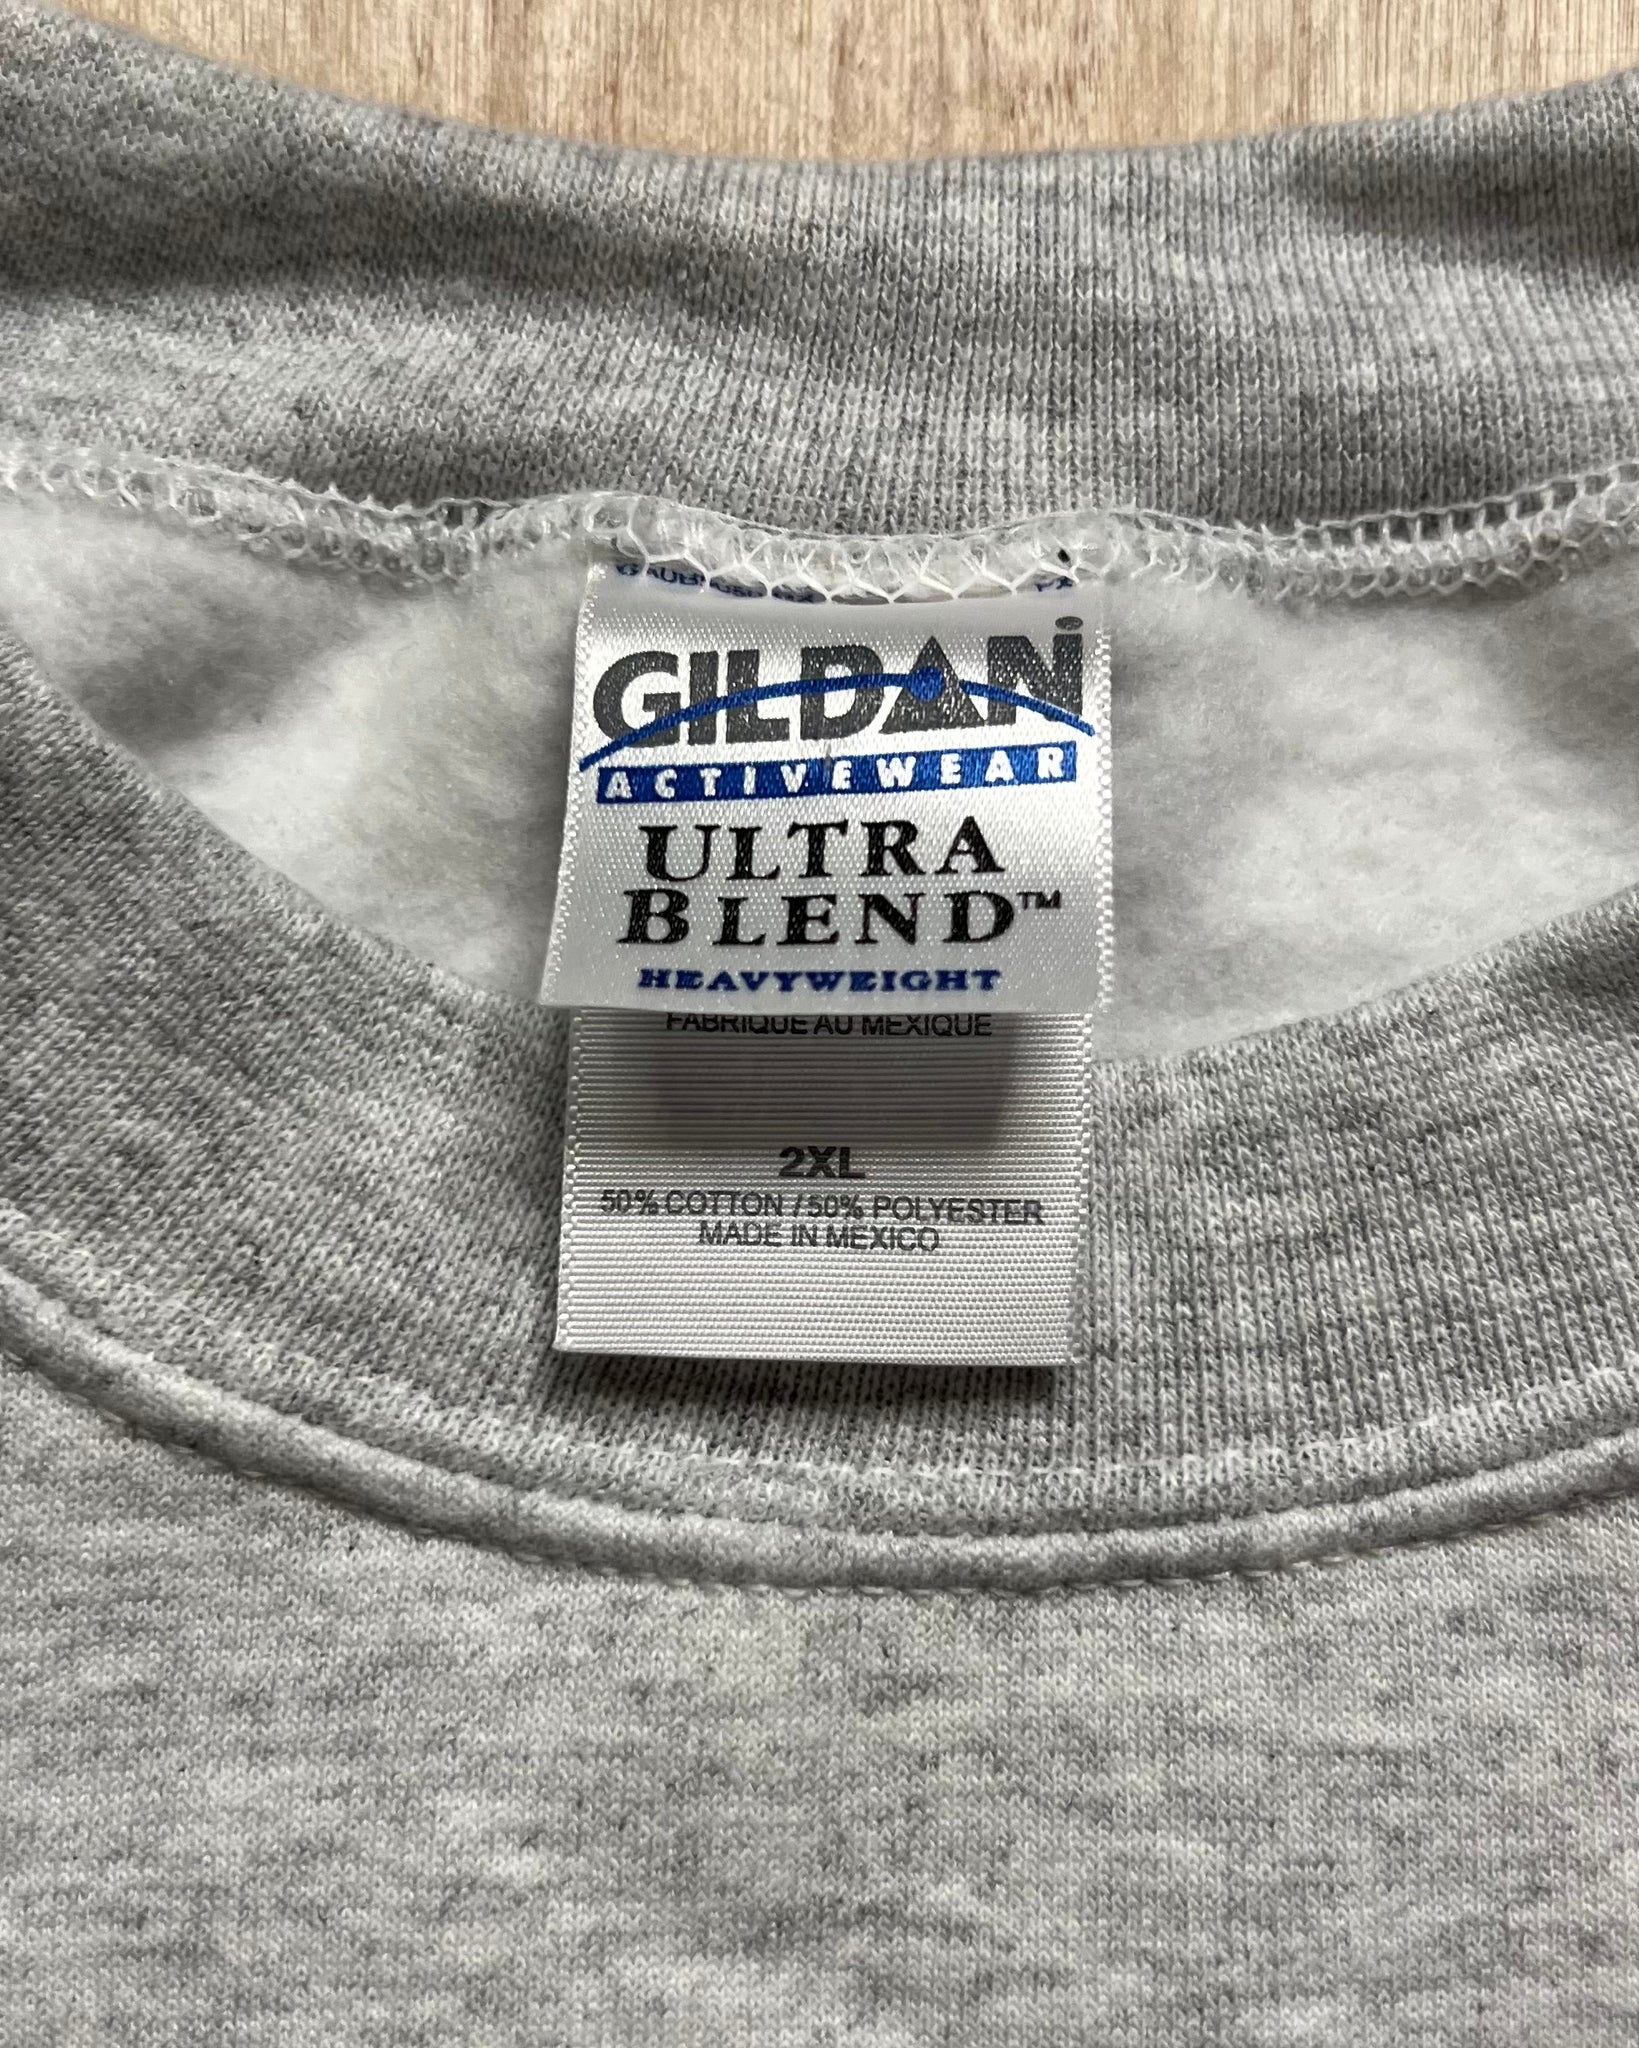 GILDAN
ACTIVEWEAR
ULTRA
BLEND™
HEAVYWEIGHT
FABRIQUE AU MEXIQUE
2XL
50% COTTON / 50% POLYESTER
MADE IN MEXICO